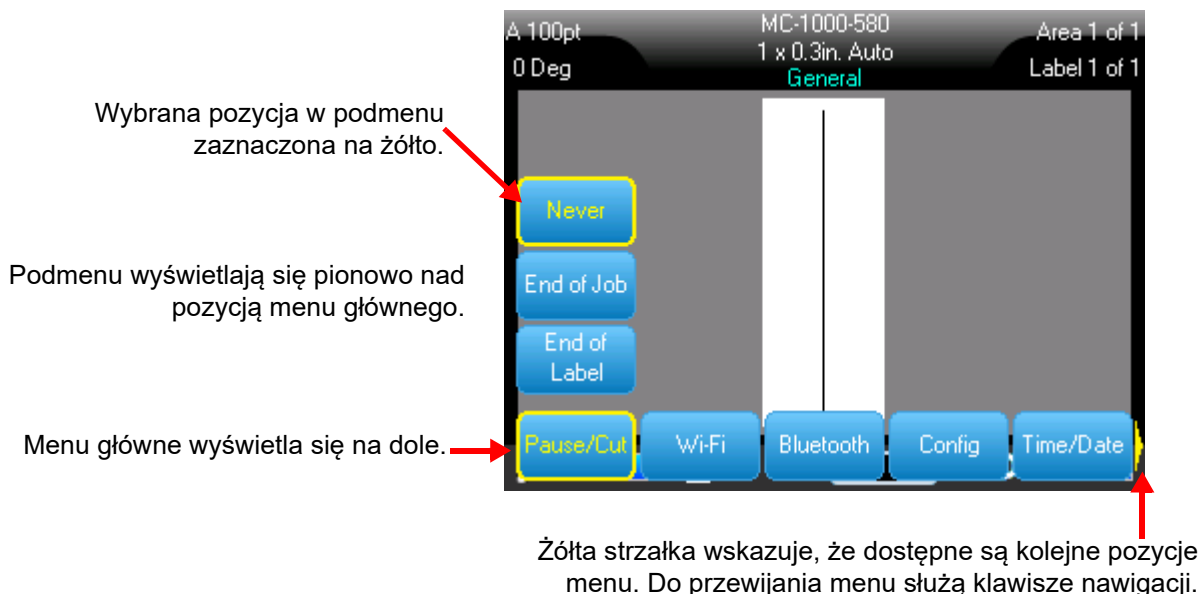 A 100pt
MC-1000-580
Area 1 of 1
0 Deg
1 x 0.3in. Auto
Label 1 of 1
General
Wybrana pozycja w podmenu
zaznaczona na żółto.
Never
Podmenu wyświetlają się pionowo nad
pozycją menu głównego.
End of Job
End of
Label
Menu główne wyświetla się na dole.
Pause/Cut
Wi-Fi
Bluetooth
Config
Time/Date
Żółta strzałka wskazuje, że dostępne są kolejne pozycje
menu. Do przewijania menu służą klawisze nawigacji.